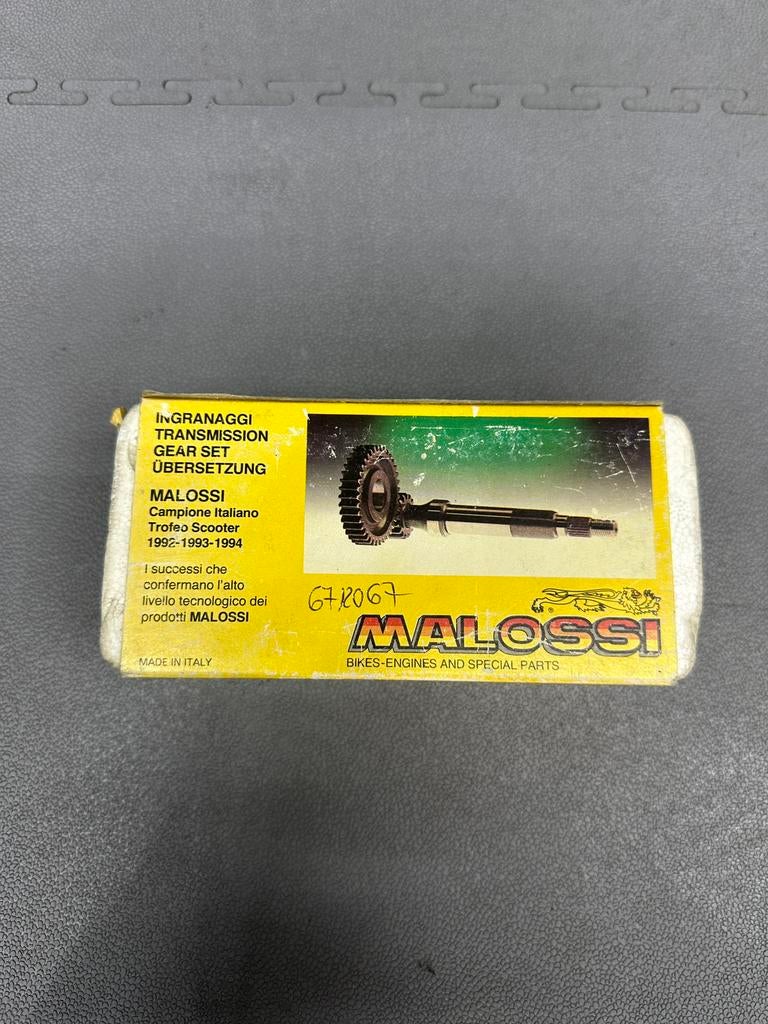 INGRANAGGI
TRANSMISSION
GEAR SET
ÜBERSETZUNG
MALOSSI
Campione Italiano
Trofeo Scooter
1992-1993-1994
I successi che
confermano l'alto
livello tecnologico dei
prodotti MALOSSI
MADE IN ITALY
®
MALOSSI
BIKES-ENGINES AND SPECIAL PARTS